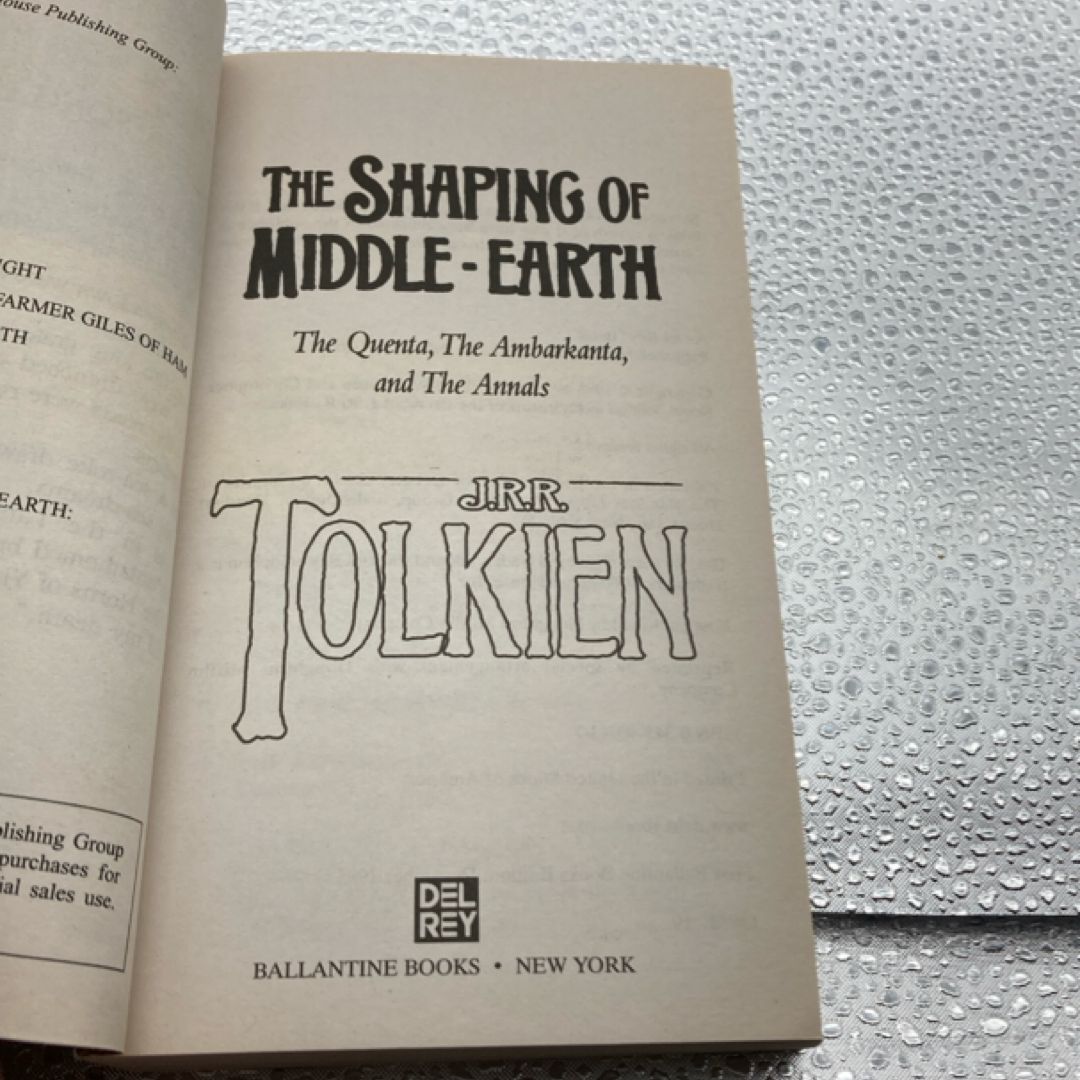 ouse Publishing Group:
GHT
FARMER GILES OF HAM
TH
EARTH:
blishing Group
purchases for
ial sales use.
THE SHAPING OF
MIDDLE-EARTH
The Quenta, The Ambarkanta,
and The Annals
J.R.R.
TOLKIEN
DEL
REY
BALLANTINE BOOKS • NEW YORK